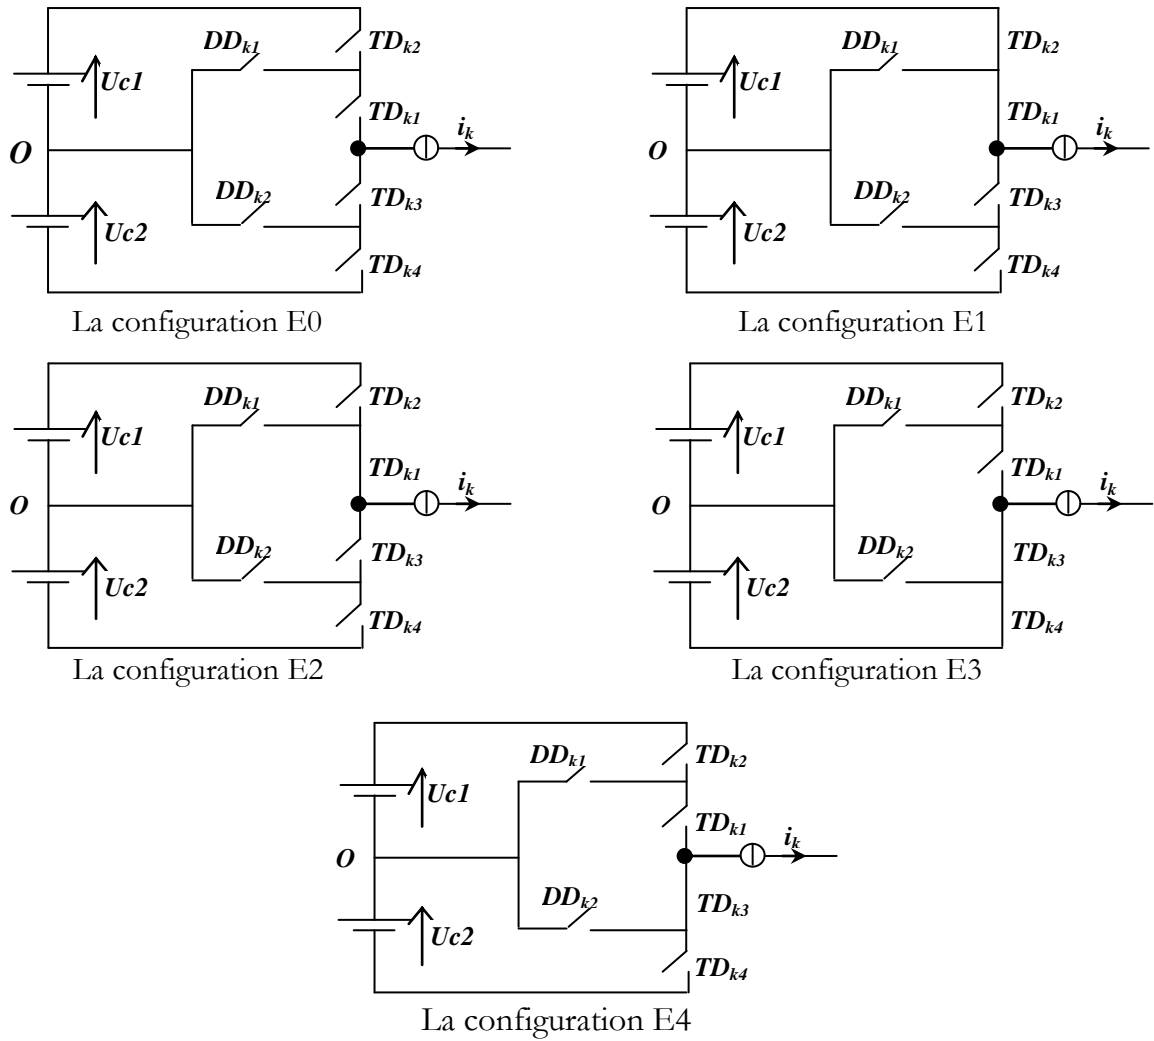 DDk1
TDk2
Uc1
TDk1
ik
O
DDk2
TDk3
Uc2
TDk4
La configuration E0
DDk1
TDk2
Uc1
TDk1
ik
O
DDk2
TDk3
Uc2
TDk4
La configuration E1
DDk1
TDk2
Uc1
TDk1
ik
O
DDk2
TDk3
Uc2
TDk4
La configuration E2
DDk1
TDk2
Uc1
TDk1
ik
O
DDk2
TDk3
Uc2
TDk4
La configuration E3
DDk1
TDk2
Uc1
TDk1
ik
O
DDk2
TDk3
Uc2
TDk4
La configuration E4